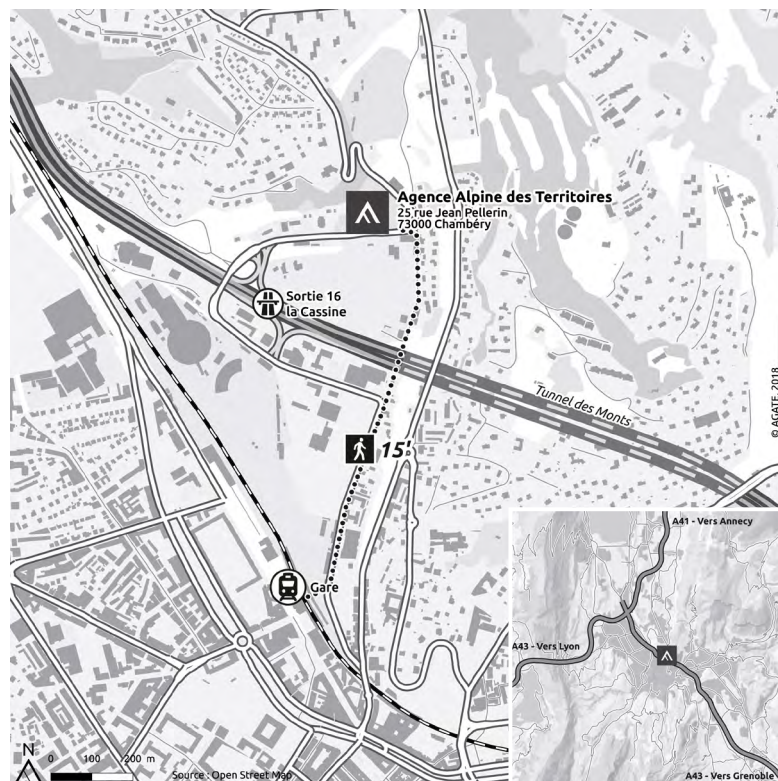 Agence Alpine des Territoires
25 rue Jean Pellerin
73000 Chambéry
Sortie 16
la Cassine
Tunnel des Monts
© AGATE, 2018
15'
Gare
A41 - Vers Annecy
A43 - Vers Lyon
A43 - Vers Grenoble
N
0 100 200 m
Source : Open Street Map